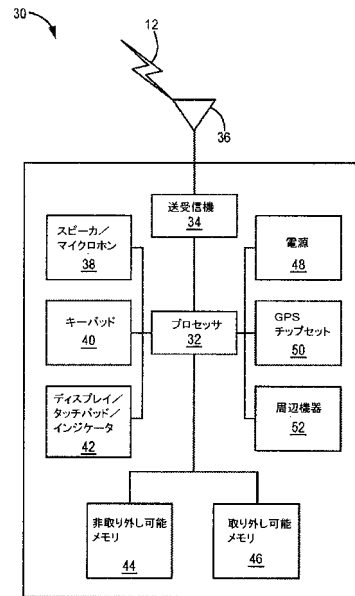 30
12
36
送受信機
34
スピーカ／
マイクロホン
38
電源
48
キーパッド
40
プロセッサ
32
GPS
チップセット
50
ディスプレイ／
タッチパッド／
インジケータ
42
周辺機器
52
非取り外し可能
メモリ
44
取り外し可能
メモリ
46